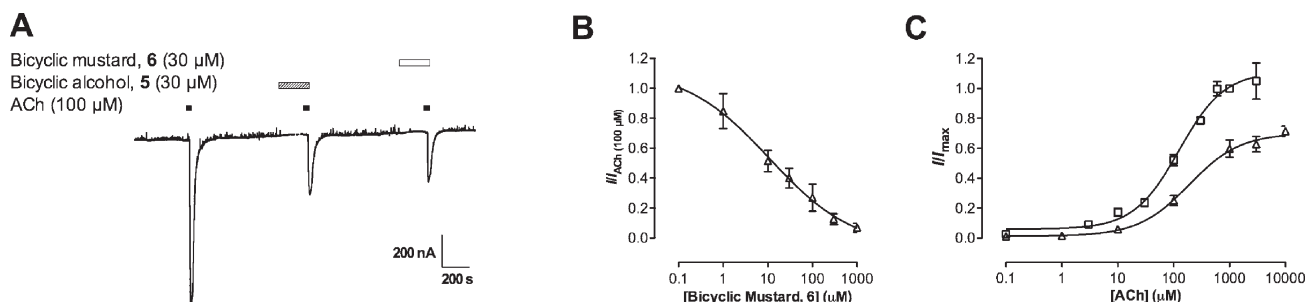 A
Bicyclic mustard, 6 (30 µM)
Bicyclic alcohol, 5 (30 µM)
ACh (100 µM)
200 nA
200 s
B
I/I ACh (100 µM)
1.2
1.0
0.8
0.6
0.4
0.2
0.0
0.1 1 10 100 1000
[Bicyclic Mustard, 6] (µM)
C
I/Imax
1.2
1.0
0.8
0.6
0.4
0.2
0.0
0.1 1 10 100 1000 10000
[ACh] (µM)